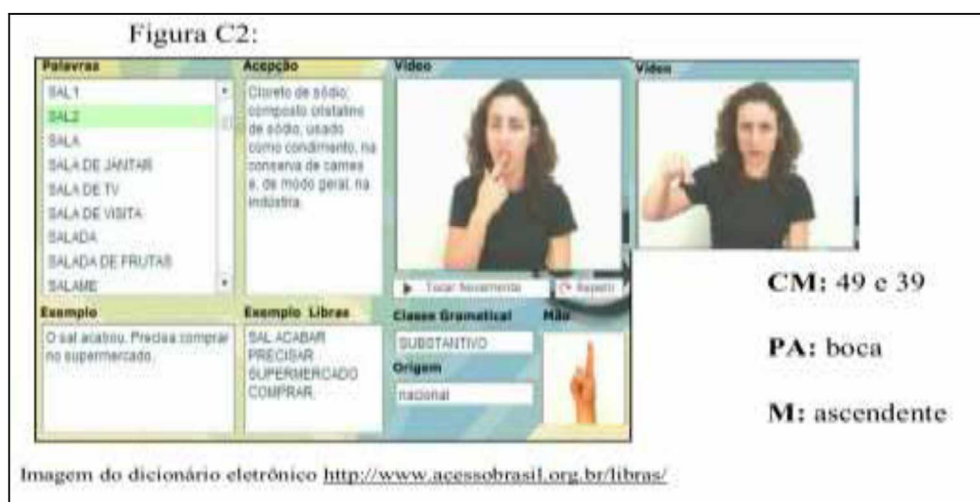 Figura C2:
Palavras
SAL1
SAL2
SALA
SALA DE JANTAR
SALA DE TV
SALA DE VISITA
SALADA
SALADA DE FRUTAS
SALAME
Acepção
Cloreto de sódio;
composto cristalino
de sódio, usado
como condimento, na
conserva de carnes
e, de modo geral, na
indústria.
Vídeo
Tocar Novamente
Repetir
Vídeo
Exemplo
O sal acabou. Precisa comprar
no supermercado.
Exemplo Libras
SAL ACABAR
PRECISAR
SUPERMERCADO
COMPRAR.
Classe Gramatical
SUBSTANTIVO
Origem
nacional
Mão
CM: 49 e 39
PA: boca
M: ascendente
Imagem do dicionário eletrônico http://www.acessobrasil.org.br/libras/